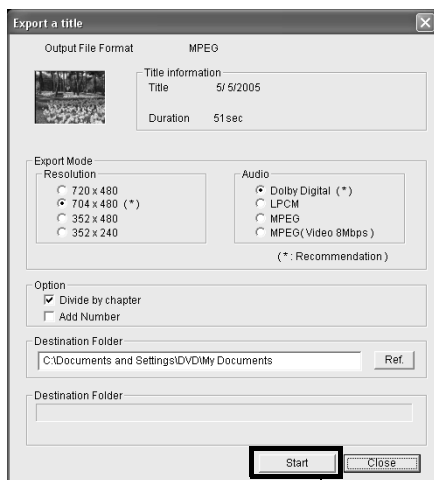 Export a title
Output File Format MPEG
Title information
Title 5/ 5/2005
Duration 51sec
Export Mode
Resolution
720 x 480
704 x 480 (*)
352 x 480
352 x 240
Audio
Dolby Digital (*)
LPCM
MPEG
MPEG( Video 8Mbps )
(*: Recommendation )
Option
Divide by chapter
Add Number
Destination Folder
C:\Documents and Settings\DVD\My Documents Ref.
Destination Folder
Start Close